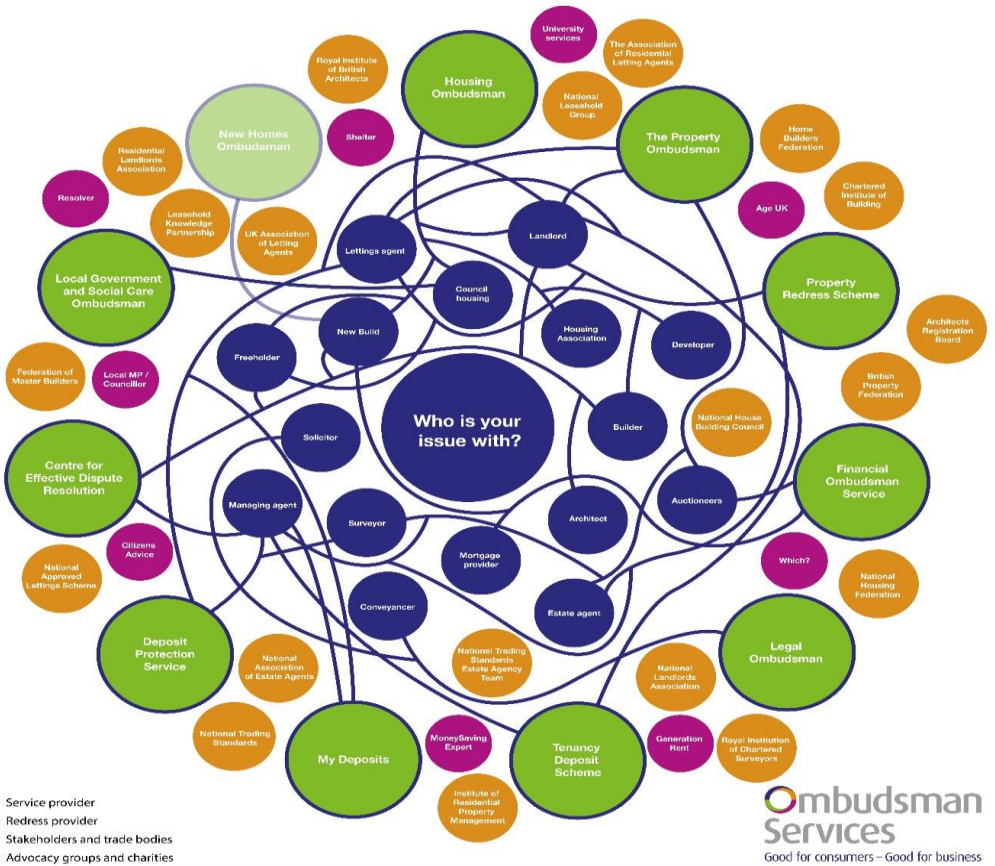 University
services
The Association
of Residential
Letting Agents
Royal Institute
of British
Architects
Housing
Ombudsman
National
Leasehold
Group
New Homes
Ombudsman
Shelter
The Property
Ombudsman
Home
Builders
Federation
Residential
Landlords
Association
Resolver
Leasehold
Knowledge
Partnership
UK Association
of Letting
Agents
Age UK
Chartered
Institute of
Building
Lettings agent
Landlord
Local Government
and Social Care
Ombudsman
Council
housing
Property
Redress Scheme
New Build
Freeholder
Housing
Association
Developer
Architects
Registration
Board
Federation of
Master Builders
Local MP /
Councillor
British
Property
Federation
Who is your
issue with?
Solicitor
Builder
National House
Building Council
Centre for
Effective Dispute
Resolution
Financial
Ombudsman
Service
Managing agent
Surveyor
Architect
Auctioneers
Mortgage
provider
Citizens
Advice
Which?
National
Approved
Lettings Scheme
National
Housing
Federation
Conveyancer
Estate agent
Deposit
Protection
Service
Legal
Ombudsman
National
Association
of Estate Agents
National Trading
Standards
Estate Agency
Team
National
Landlords
Association
National Trading
Standards
My Deposits
MoneySaving
Expert
Tenancy
Deposit
Scheme
Generation
Rent
Royal Institution
of Chartered
Surveyors
Institute of
Residential
Property
Management
Service provider
Redress provider
Stakeholders and trade bodies
Advocacy groups and charities
Ombudsman
Services
Good for consumers – Good for business